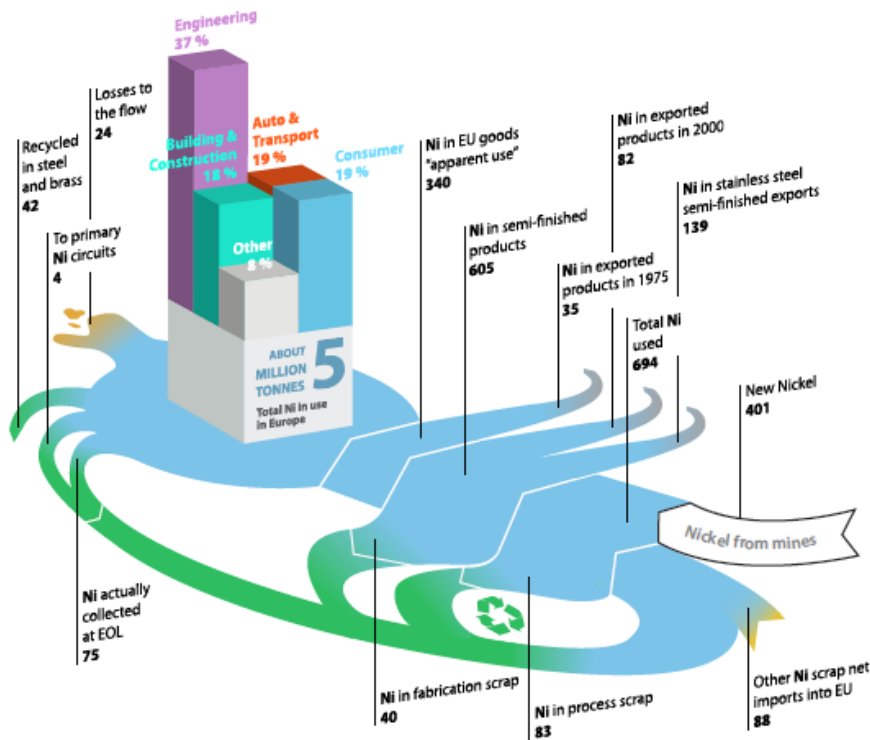 Engineering
37 %
Losses to
the flow
24
Recycled
in steel
and brass
42
To primary
Ni circuits
4
Building &
Construction
18 %
Auto &
Transport
19 %
Consumer
19 %
Other
8 %
ABOUT
5
MILLION
TONNES
Total Ni in use
in Europe
Ni in EU goods
"apparent use"
340
Ni in semi-finished
products
605
Ni in exported
products in 2000
82
Ni in stainless steel
semi-finished exports
139
Ni in exported
products in 1975
35
Total Ni
used
694
New Nickel
401
Nickel from mines
Ni actually
collected
at EOL
75
Ni in fabrication scrap
40
Ni in process scrap
83
Other Ni scrap net
imports into EU
88